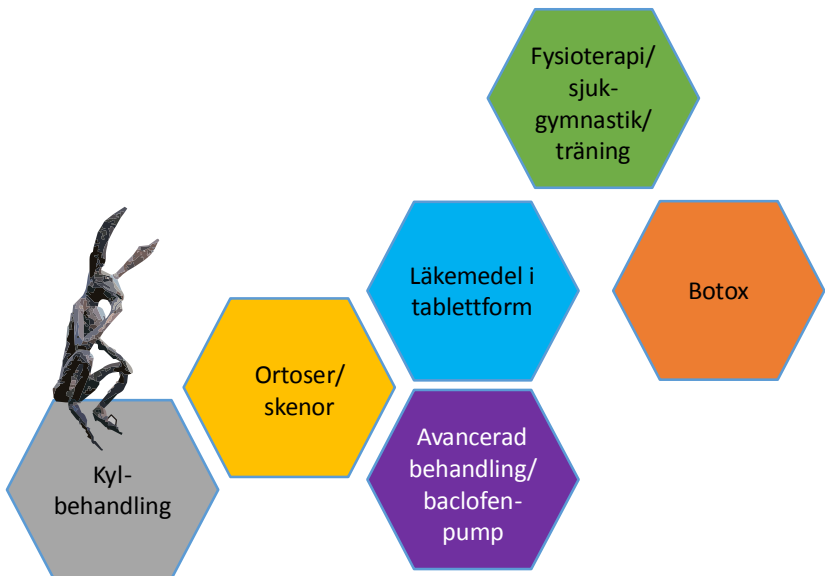 Fysioterapi/
sjuk-
gymnastik/
träning
Läkemedel i
tablettform
Botox
Ortoser/
skenor
Avancerad
behandling/
baclofen-
pump
Kyl-
behandling